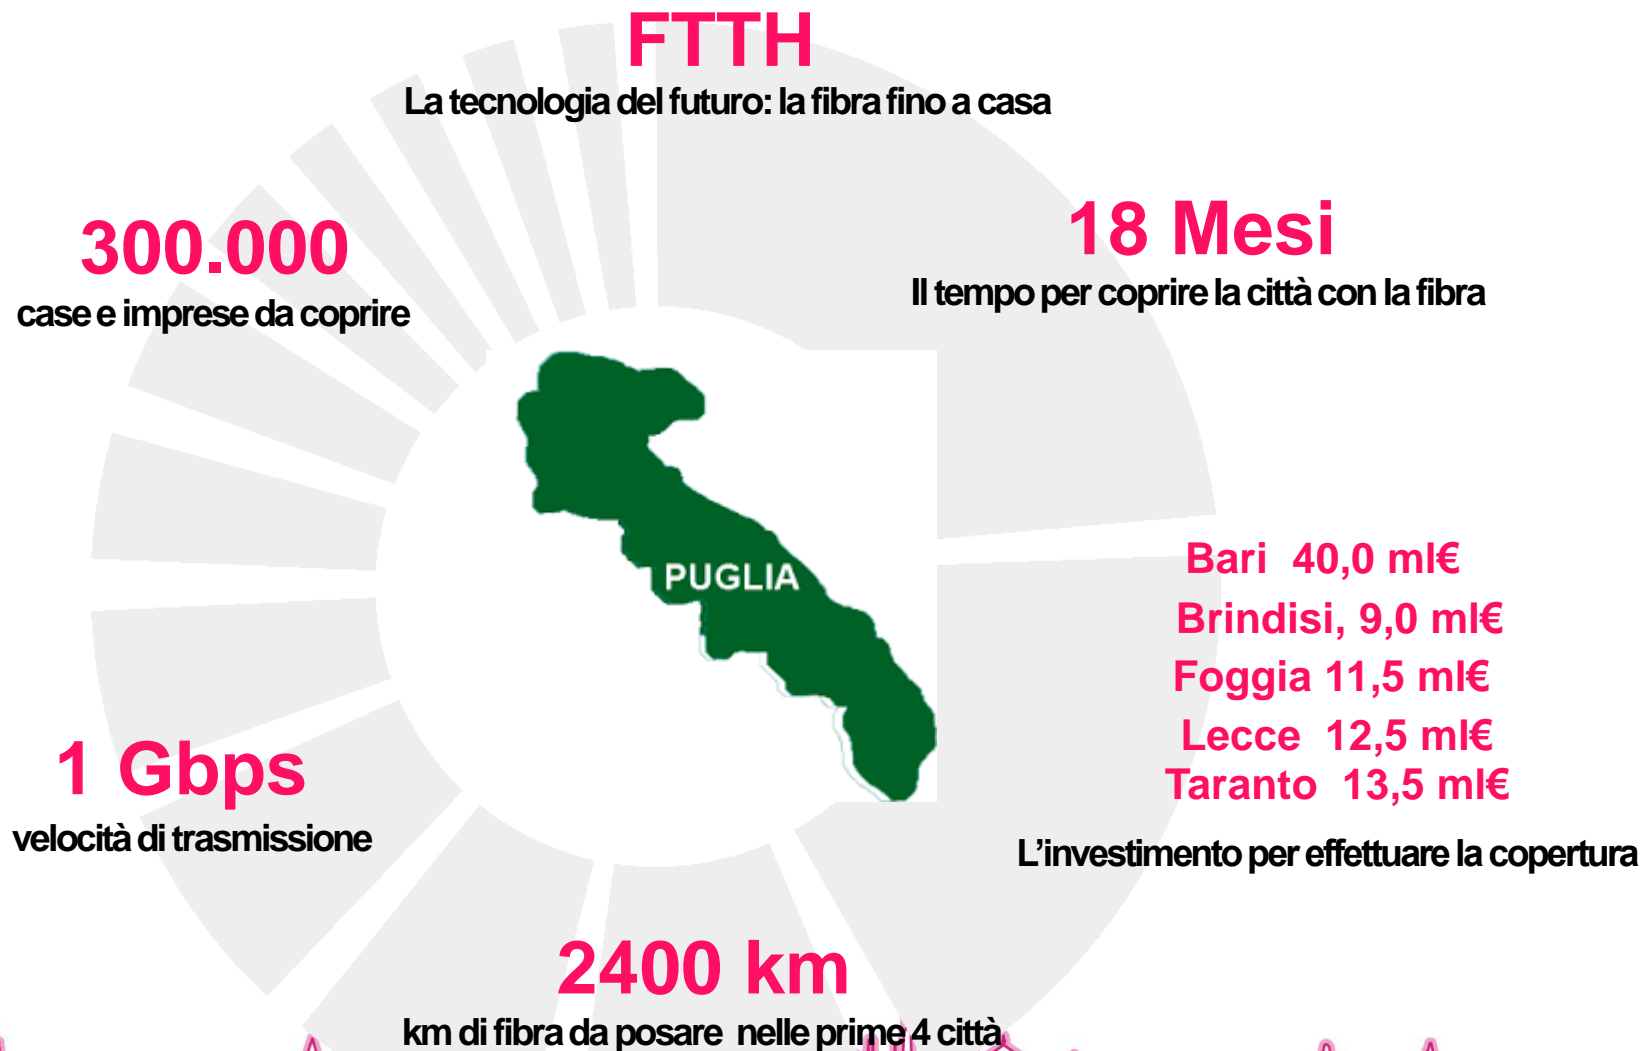 FTTH
La tecnologia del futuro: la fibra fino a casa
300.000
case e imprese da coprire
18 Mesi
Il tempo per coprire la città con la fibra
PUGLIA
Bari 40,0 ml€
Brindisi, 9,0 ml€
Foggia 11,5 ml€
Lecce 12,5 ml€
Taranto 13,5 ml€
L’investimento per effettuare la copertura
1 Gbps
velocità di trasmissione
2400 km
km di fibra da posare nelle prime 4 città